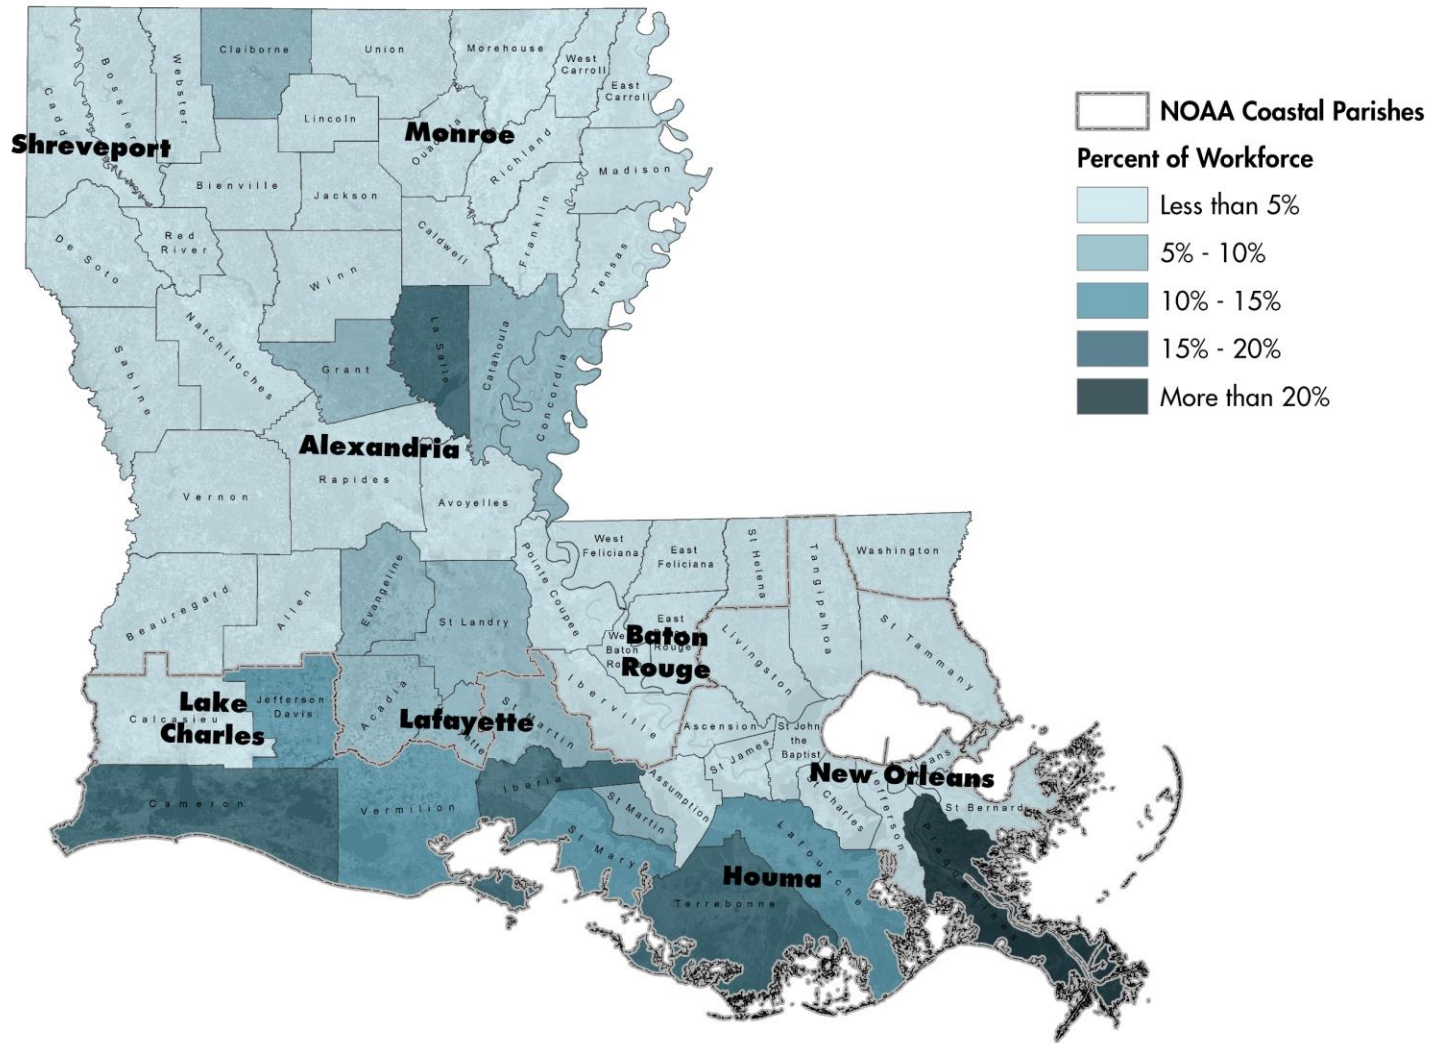 Claiborne
Union
Morehouse
West
Carroll
East
Carroll
Webster
Bossier
Lincoln
Shreveport
Monroe
Richland
Madison
Bienville
Jackson
Franklin
Caldwell
Tensas
De Soto
Red
River
Winn
Natchitoches
La Salle
Catahoula
Concordia
Sabine
Grant
Alexandria
Rapides
Vernon
Avoyelles
West
Feliciana
East
Feliciana
St Helena
Tangipahoa
Washington
Pointe Coupee
Evangeline
Beauregard
Allen
St Landry
East
Baton
Rouge
Baton
Livingston
St Tammany
Lake
Charles
Calcasieu
Jefferson
Davis
Acadia
Lafayette
St Martin
Iberville
Ascension
St John
the
Baptist
St James
New Orleans
Cameron
Vermilion
Iberia
Assumption
St Martin
St Charles
Jefferson
St Bernard
St Mary
Lafourche
Plaquemines
Houma
Terrebonne
NOAA Coastal Parishes
Percent of Workforce
Less than 5%
5% - 10%
10% - 15%
15% - 20%
More than 20%